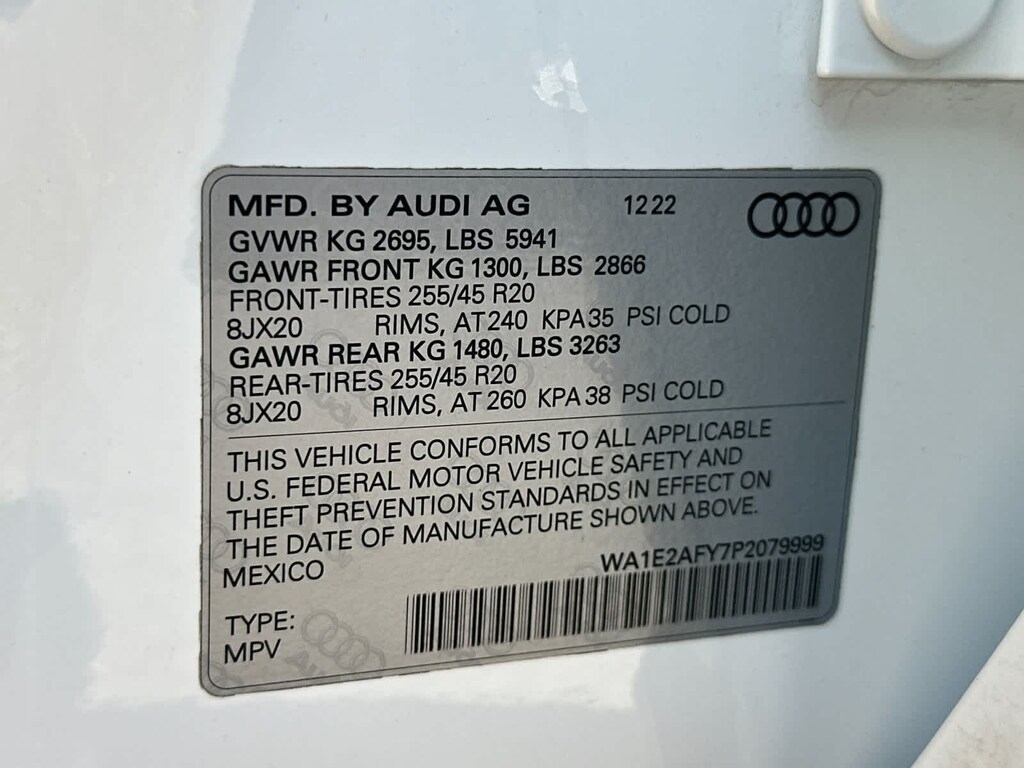 MFD. BY AUDI AG 1222
GVWR KG 2695, LBS 5941
GAWR FRONT KG 1300, LBS 2866
FRONT-TIRES 255/45 R20
8JX20 RIMS, AT 240 KPA 35 PSI COLD
GAWR REAR KG 1480, LBS 3263
REAR-TIRES 255/45 R20
8JX20 RIMS, AT 260 KPA 38 PSI COLD
THIS VEHICLE CONFORMS TO ALL APPLICABLE
U.S. FEDERAL MOTOR VEHICLE SAFETY AND
THEFT PREVENTION STANDARDS IN EFFECT ON
THE DATE OF MANUFACTURE SHOWN ABOVE.
MEXICO WA1E2AFY7P2079999
TYPE:
MPV